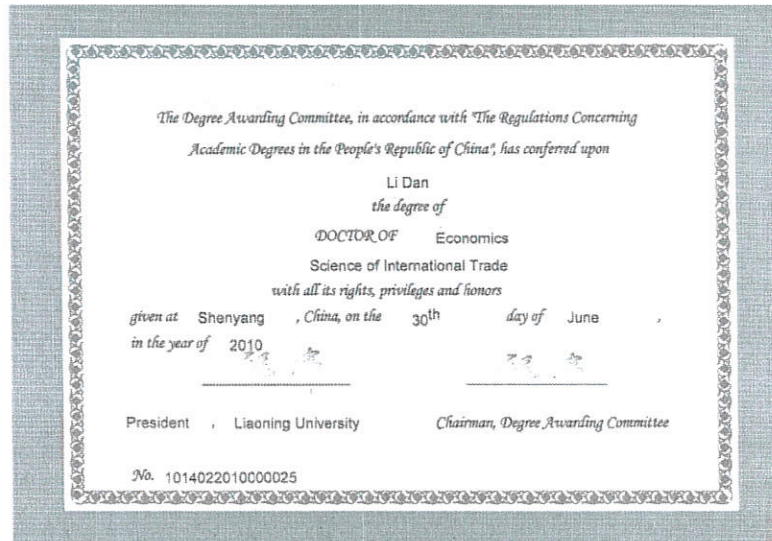 The Degree Awarding Committee, in accordance with "The Regulations Concerning
Academic Degrees in the People's Republic of China", has conferred upon
Li Dan
the degree of
DOCTOR OF Economics
Science of International Trade
with all its rights, privileges and honors
given at Shenyang , China, on the 30th day of June ,
in the year of 2010
President , Liaoning University Chairman, Degree Awarding Committee
No. 1014022010000025